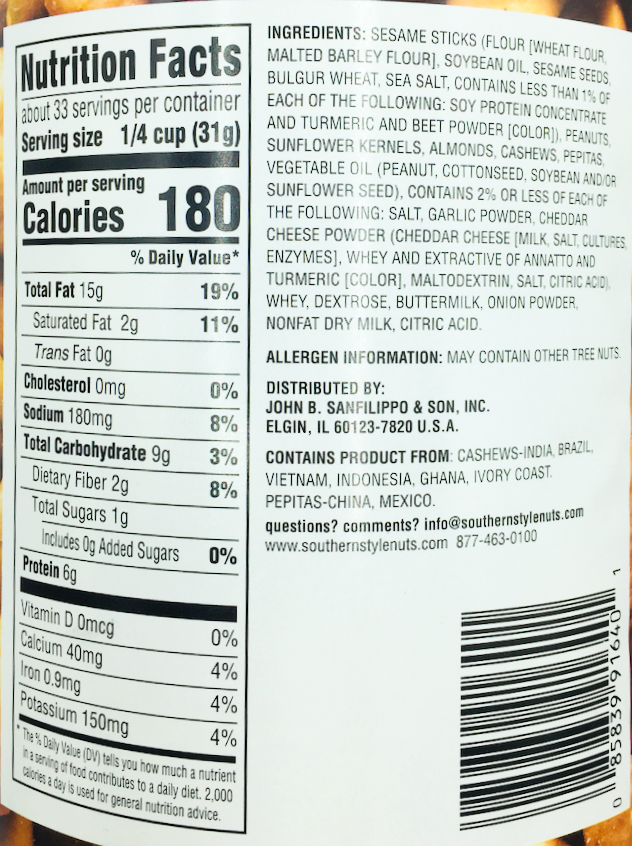 Nutrition Facts
about 33 servings per container
Serving size 1/4 cup (31g)
Amount per serving
Calories 180
% Daily Value*
Total Fat 15g 19%
Saturated Fat 2g 11%
Trans Fat 0g
Cholesterol 0mg 0%
Sodium 180mg 8%
Total Carbohydrate 9g 3%
Dietary Fiber 2g 8%
Total Sugars 1g
Includes 0g Added Sugars 0%
Protein 6g
Vitamin D 0mcg 0%
Calcium 40mg 4%
Iron 0.9mg 4%
Potassium 150mg 4%
* The % Daily Value (DV) tells you how much a nutrient
in a serving of food contributes to a daily diet. 2,000
calories a day is used for general nutrition advice.
INGREDIENTS: SESAME STICKS (FLOUR [WHEAT FLOUR,
MALTED BARLEY FLOUR], SOYBEAN OIL, SESAME SEEDS,
BULGUR WHEAT, SEA SALT, CONTAINS LESS THAN 1% OF
EACH OF THE FOLLOWING: SOY PROTEIN CONCENTRATE
AND TURMERIC AND BEET POWDER [COLOR]), PEANUTS,
SUNFLOWER KERNELS, ALMONDS, CASHEWS, PEPITAS,
VEGETABLE OIL (PEANUT, COTTONSEED, SOYBEAN AND/OR
SUNFLOWER SEED), CONTAINS 2% OR LESS OF EACH OF
THE FOLLOWING: SALT, GARLIC POWDER, CHEDDAR
CHEESE POWDER (CHEDDAR CHEESE [MILK, SALT, CULTURES,
ENZYMES], WHEY AND EXTRACTIVE OF ANNATTO AND
TURMERIC [COLOR], MALTODEXTRIN, SALT, CITRIC ACID),
WHEY, DEXTROSE, BUTTERMILK, ONION POWDER,
NONFAT DRY MILK, CITRIC ACID.
ALLERGEN INFORMATION: MAY CONTAIN OTHER TREE NUTS.
DISTRIBUTED BY:
JOHN B. SANFILIPPO & SON, INC.
ELGIN, IL 60123-7820 U.S.A.
CONTAINS PRODUCT FROM: CASHEWS-INDIA, BRAZIL,
VIETNAM, INDONESIA, GHANA, IVORY COAST.
PEPITAS-CHINA, MEXICO.
questions? comments? info@southernstylenuts.com
www.southernstylenuts.com 877-463-0100
0 85839 91640 1